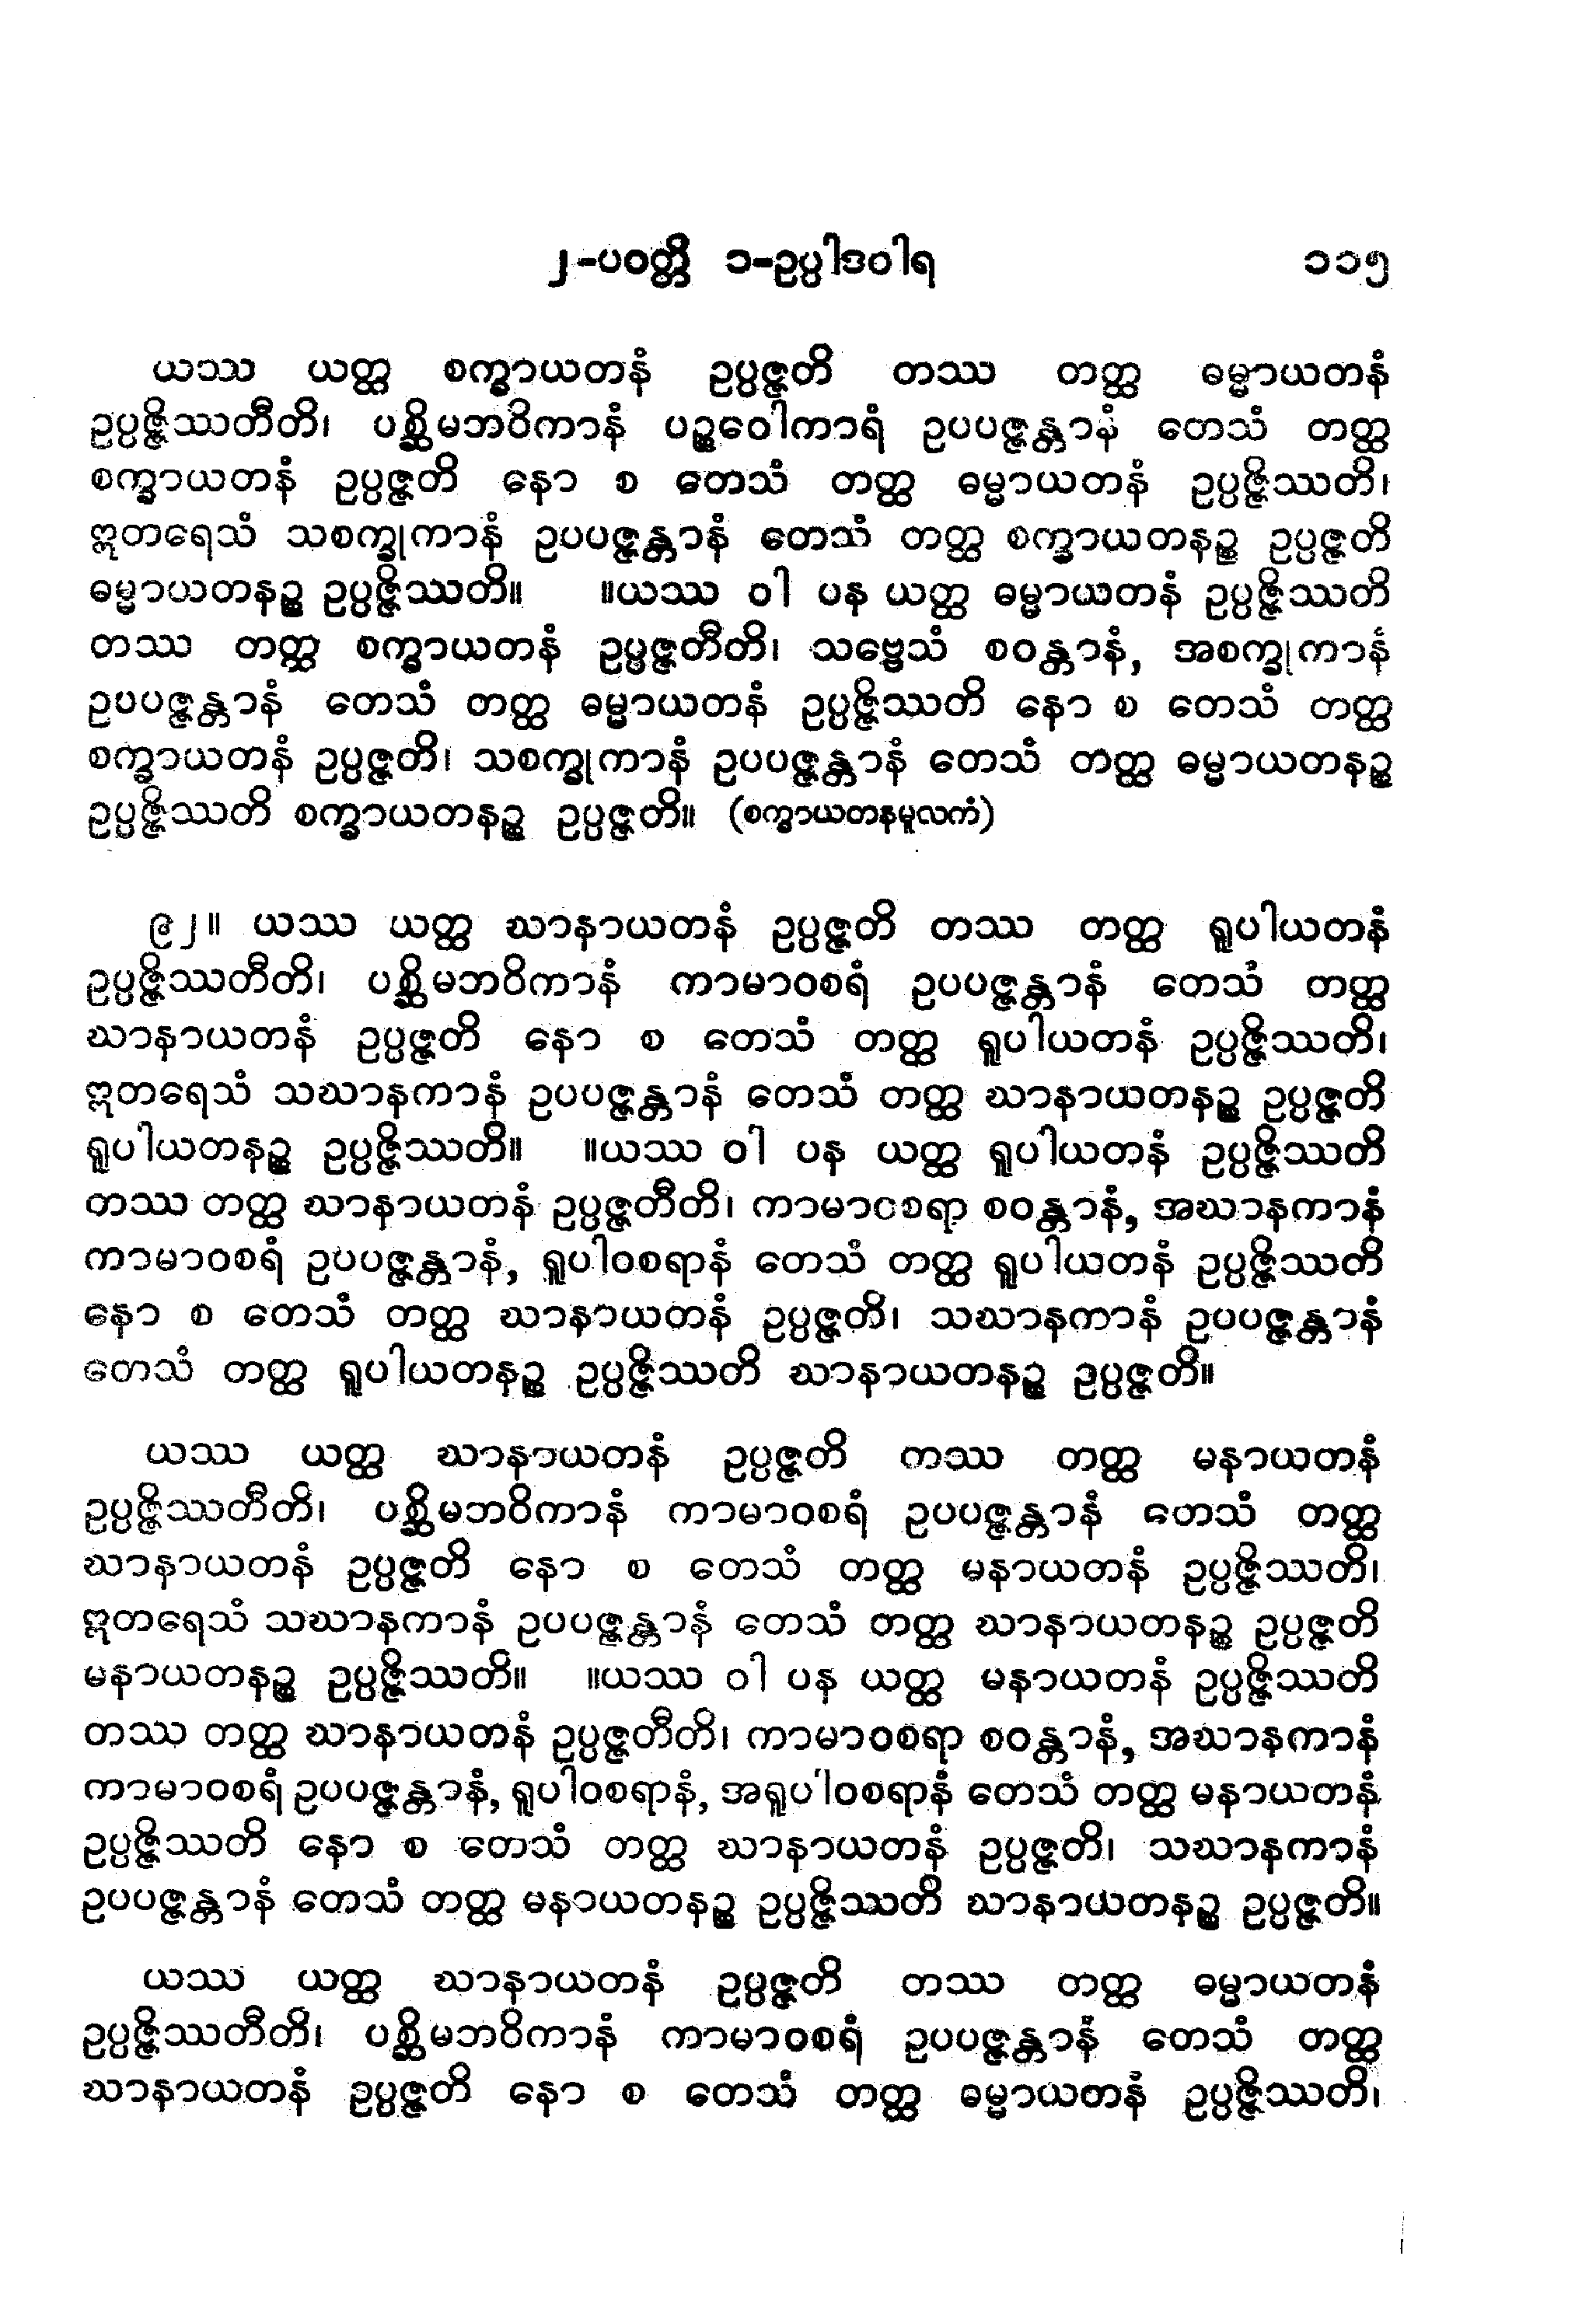 ၂-ပဝတ္တိ ၁-ဥပ္ပါဒဝါရ ၁၁၅
ယဿ ယတ္ထ စက္ခာယတနံ ဥပ္ပဇ္ဇတိ တဿ တတ္ထ ဓမ္မာယတနံ
ဥပ္ပဇ္ဇိဿတီတိ၊ ပစ္ဆိမဘဝိကာနံ ပဉ္စဝေါကာရံ ဥပပဇ္ဇန္တာနံ တေသံ တတ္ထ
စက္ခာယတနံ ဥပ္ပဇ္ဇတိ နော စ တေသံ တတ္ထ ဓမ္မာယတနံ ဥပ္ပဇ္ဇိဿတိ၊
ဣတရေသံ သစက္ခုကာနံ ဥပပဇ္ဇန္တာနံ တေသံ တတ္ထ စက္ခာယတနဉ္စ ဥပ္ပဇ္ဇတိ
ဓမ္မာယတနဉ္စ ဥပ္ပဇ္ဇိဿတိ။ ။ယဿ ဝါ ပန ယတ္ထ ဓမ္မာယတနံ ဥပ္ပဇ္ဇိဿတိ
တဿ တတ္ထ စက္ခာယတနံ ဥပ္ပဇ္ဇတီတိ၊ သဗ္ဗေသံ စဝန္တာနံ, အစက္ခုကာနံ
ဥပပဇ္ဇန္တာနံ တေသံ တတ္ထ ဓမ္မာယတနံ ဥပ္ပဇ္ဇိဿတိ နော စ တေသံ တတ္ထ
စက္ခာယတနံ ဥပ္ပဇ္ဇတိ၊ သစက္ခုကာနံ ဥပပဇ္ဇန္တာနံ တေသံ တတ္ထ ဓမ္မာယတနဉ္စ
ဥပ္ပဇ္ဇိဿတိ စက္ခာယတနဉ္စ ဥပ္ပဇ္ဇတိ။ (စက္ခာယတနမူလကံ)
၉၂။ ယဿ ယတ္ထ ဃာနာယတနံ ဥပ္ပဇ္ဇတိ တဿ တတ္ထ ရူပါယတနံ
ဥပ္ပဇ္ဇိဿတီတိ၊ ပစ္ဆိမဘဝိကာနံ ကာမာဝစရံ ဥပပဇ္ဇန္တာနံ တေသံ တတ္ထ
ဃာနာယတနံ ဥပ္ပဇ္ဇတိ နော စ တေသံ တတ္ထ ရူပါယတနံ ဥပ္ပဇ္ဇိဿတိ၊
ဣတရေသံ သဃာနကာနံ ဥပပဇ္ဇန္တာနံ တေသံ တတ္ထ ဃာနာယတနဉ္စ ဥပ္ပဇ္ဇတိ
ရူပါယတနဉ္စ ဥပ္ပဇ္ဇိဿတိ။ ။ယဿ ဝါ ပန ယတ္ထ ရူပါယတနံ ဥပ္ပဇ္ဇိဿတိ
တဿ တတ္ထ ဃာနာယတနံ ဥပ္ပဇ္ဇတီတိ၊ ကာမာဝစရာ စဝန္တာနံ, အဃာနကာနံ
ကာမာဝစရံ ဥပပဇ္ဇန္တာနံ, ရူပါဝစရာနံ တေသံ တတ္ထ ရူပါယတနံ ဥပ္ပဇ္ဇိဿတိ
နော စ တေသံ တတ္ထ ဃာနာယတနံ ဥပ္ပဇ္ဇတိ၊ သဃာနကာနံ ဥပပဇ္ဇန္တာနံ
တေသံ တတ္ထ ရူပါယတနဉ္စ ဥပ္ပဇ္ဇိဿတိ ဃာနာယတနဉ္စ ဥပ္ပဇ္ဇတိ။
ယဿ ယတ္ထ ဃာနာယတနံ ဥပ္ပဇ္ဇတိ ကဿ တတ္ထ မနာယတနံ
ဥပ္ပဇ္ဇိဿတီတိ၊ ပစ္ဆိမဘဝိကာနံ ကာမာဝစရံ ဥပပဇ္ဇန္တာနံ တေသံ တတ္ထ
ဃာနာယတနံ ဥပ္ပဇ္ဇတိ နော စ တေသံ တတ္ထ မနာယတနံ ဥပ္ပဇ္ဇိဿတိ၊
ဣတရေသံ သဃာနကာနံ ဥပပဇ္ဇန္တာနံ တေသံ တတ္ထ ဃာနာယတနဉ္စ ဥပ္ပဇ္ဇတိ
မနာယတနဉ္စ ဥပ္ပဇ္ဇိဿတိ။ ။ယဿ ဝါ ပန ယတ္ထ မနာယတနံ ဥပ္ပဇ္ဇိဿတိ
တဿ တတ္ထ ဃာနာယတနံ ဥပ္ပဇ္ဇတီတိ၊ ကာမာဝစရာ စဝန္တာနံ, အဃာနကာနံ
ကာမာဝစရံ ဥပပဇ္ဇန္တာနံ, ရူပါဝစရာနံ, အရူပါဝစရာနံ တေသံ တတ္ထ မနာယတနံ
ဥပ္ပဇ္ဇိဿတိ နော စ တေသံ တတ္ထ ဃာနာယတနံ ဥပ္ပဇ္ဇတိ၊ သဃာနကာနံ
ဥပပဇ္ဇန္တာနံ တေသံ တတ္ထ မနာယတနဉ္စ ဥပ္ပဇ္ဇိဿတိ ဃာနာယတနဉ္စ ဥပ္ပဇ္ဇတိ။
ယဿ ယတ္ထ ဃာနာယတနံ ဥပ္ပဇ္ဇတိ တဿ တတ္ထ ဓမ္မာယတနံ
ဥပ္ပဇ္ဇိဿတီတိ၊ ပစ္ဆိမဘဝိကာနံ ကာမာဝစရံ ဥပပဇ္ဇန္တာနံ တေသံ တတ္ထ
ဃာနာယတနံ ဥပ္ပဇ္ဇတိ နော စ တေသံ တတ္ထ ဓမ္မာယတနံ ဥပ္ပဇ္ဇိဿတိ၊